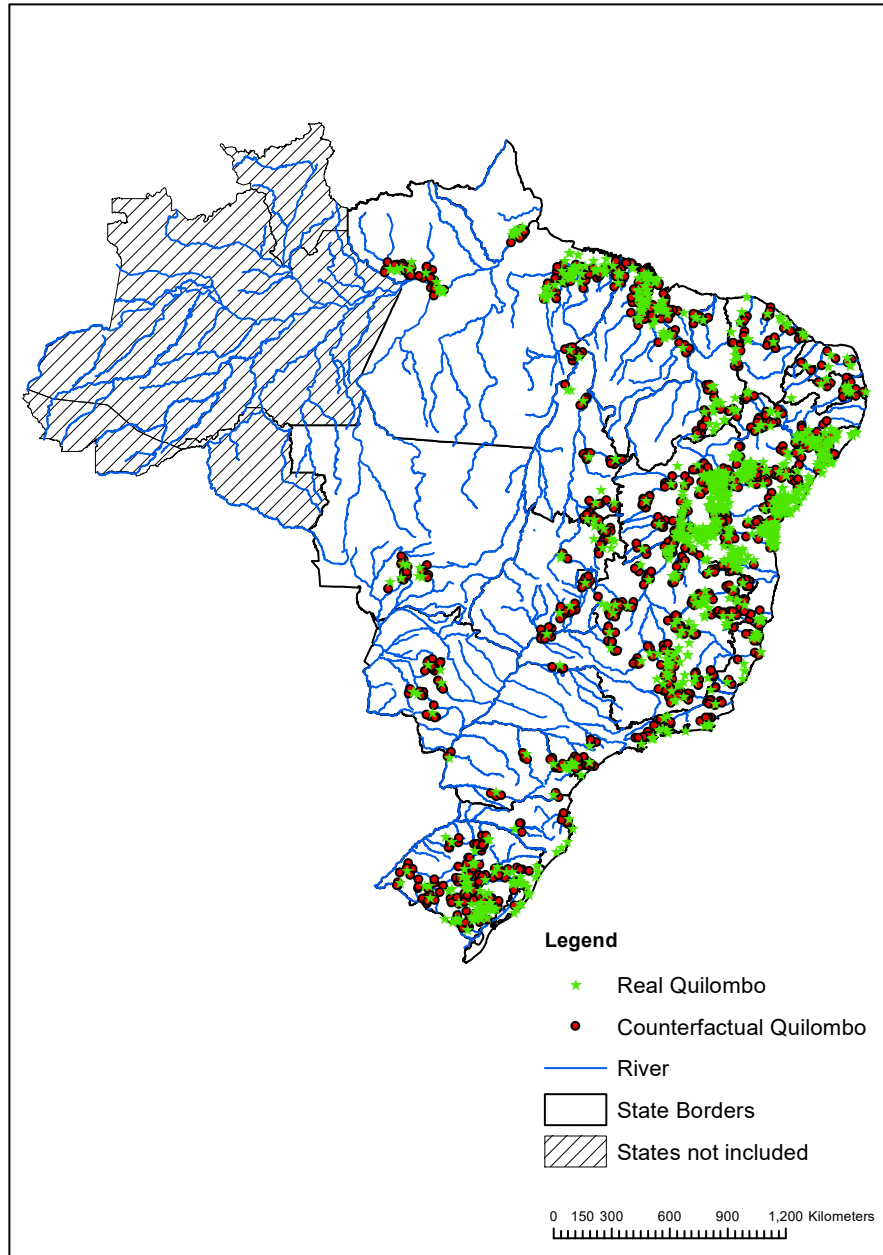 Legend
Real Quilombo
Counterfactual Quilombo
River
State Borders
States not included
0 150 300 600 900 1,200 Kilometers